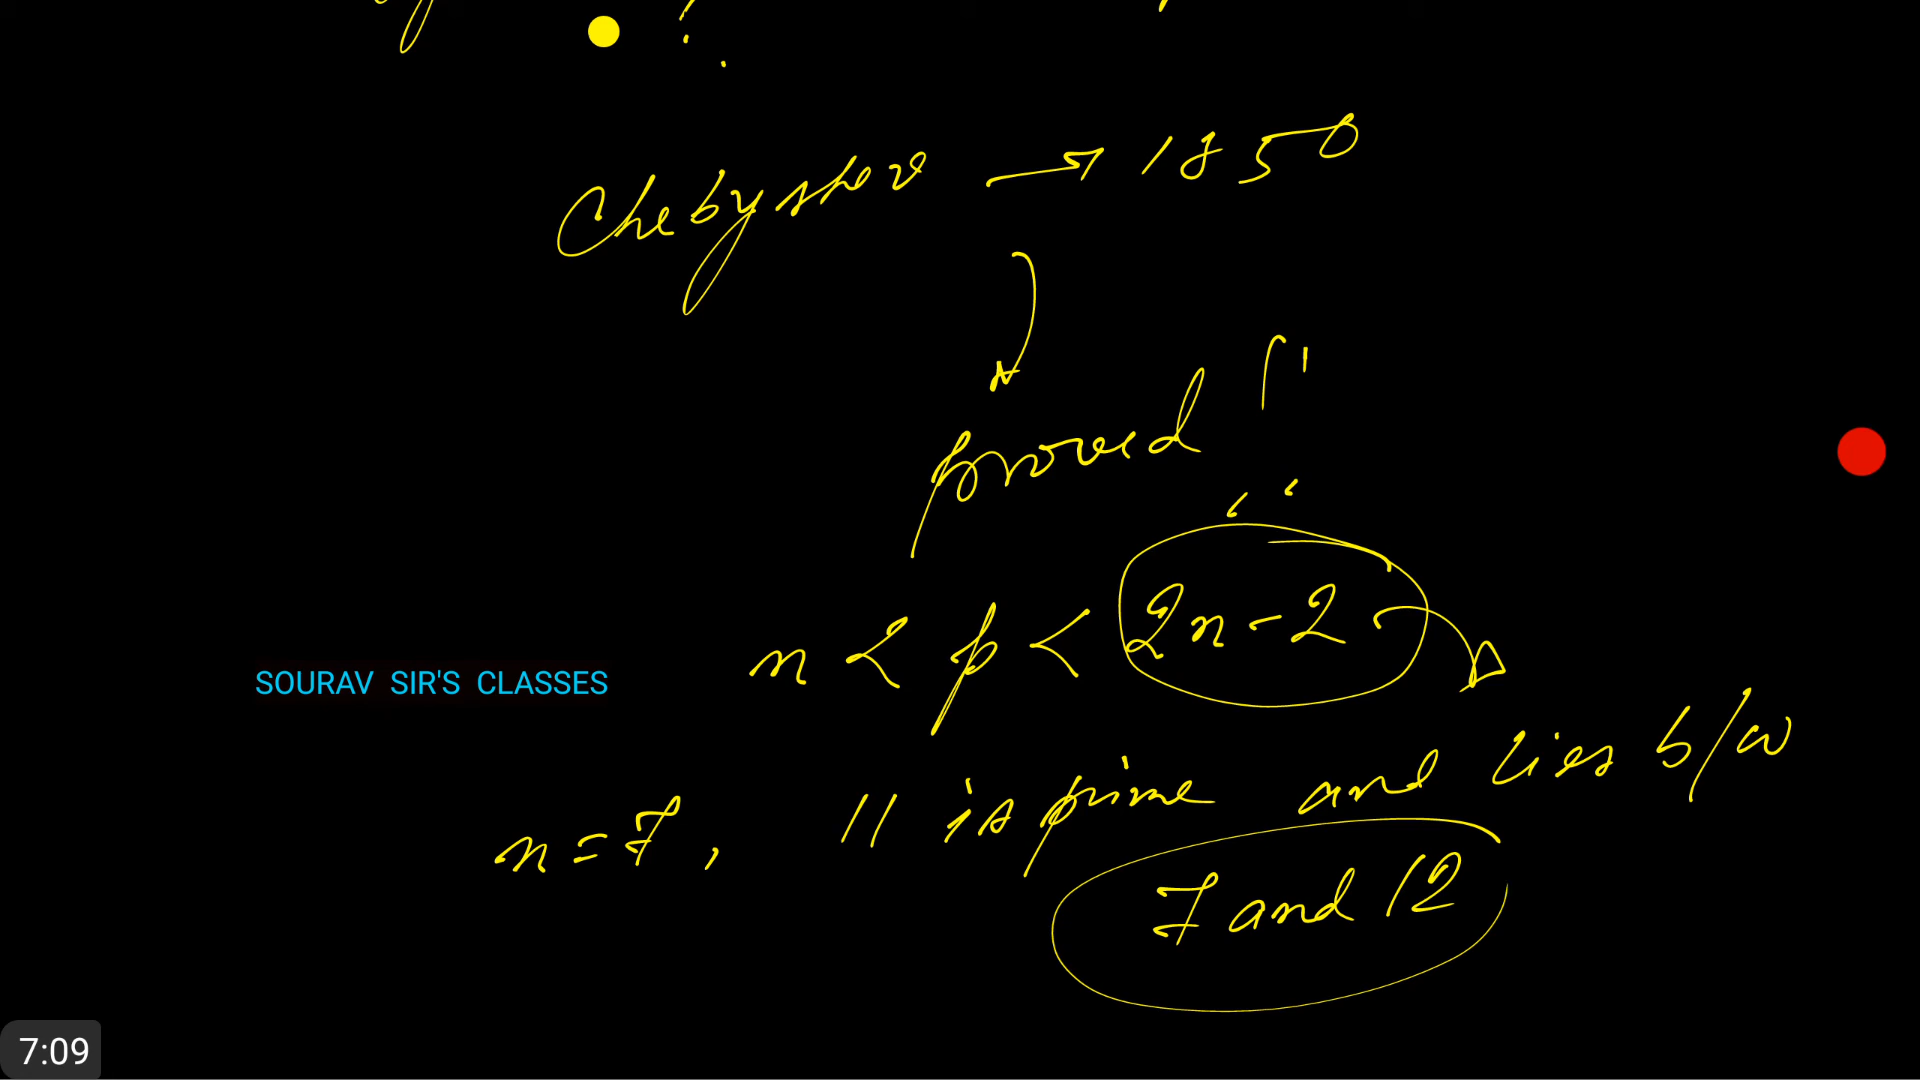 ?
Chebyshev → 1850
proved
n < p < 2n-2
SOURAV SIR'S CLASSES
n=7, 11 is prime and lies b/w
7 and 12
7:09